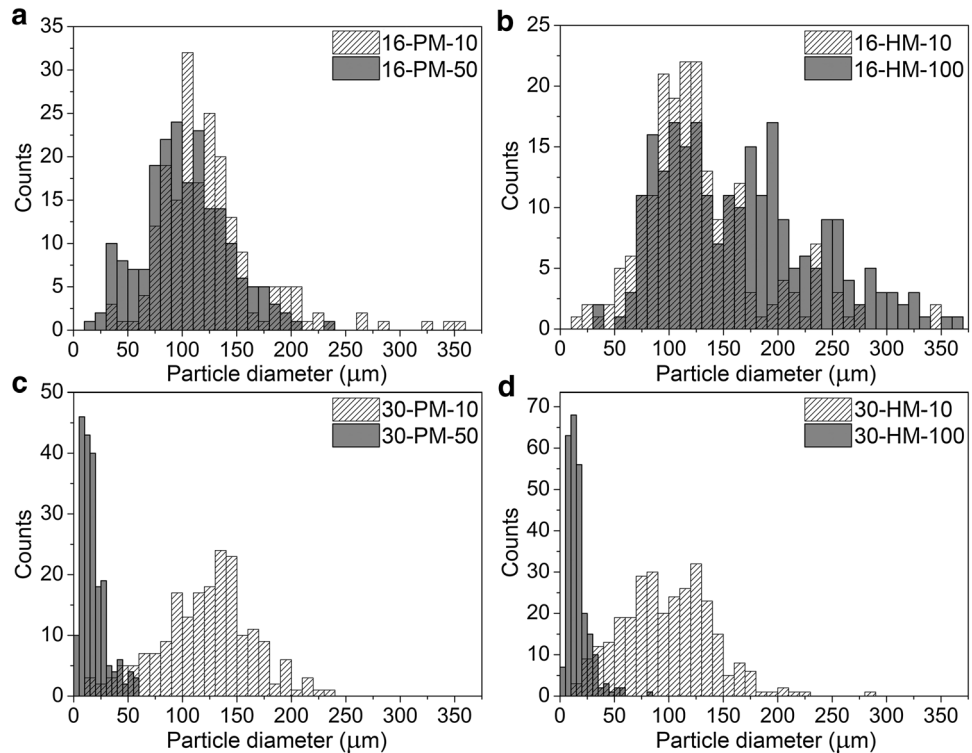 a
35
30
25
20
15
10
5
0
Counts
16-PM-10
16-PM-50
0 50 100 150 200 250 300 350
Particle diameter (μm)
b
25
20
15
10
5
0
Counts
16-HM-10
16-HM-100
0 50 100 150 200 250 300 350
Particle diameter (μm)
c
50
40
30
20
10
0
Counts
30-PM-10
30-PM-50
0 50 100 150 200 250 300 350
Particle diameter (μm)
d
70
60
50
40
30
20
10
0
Counts
30-HM-10
30-HM-100
0 50 100 150 200 250 300 350
Particle diameter (μm)